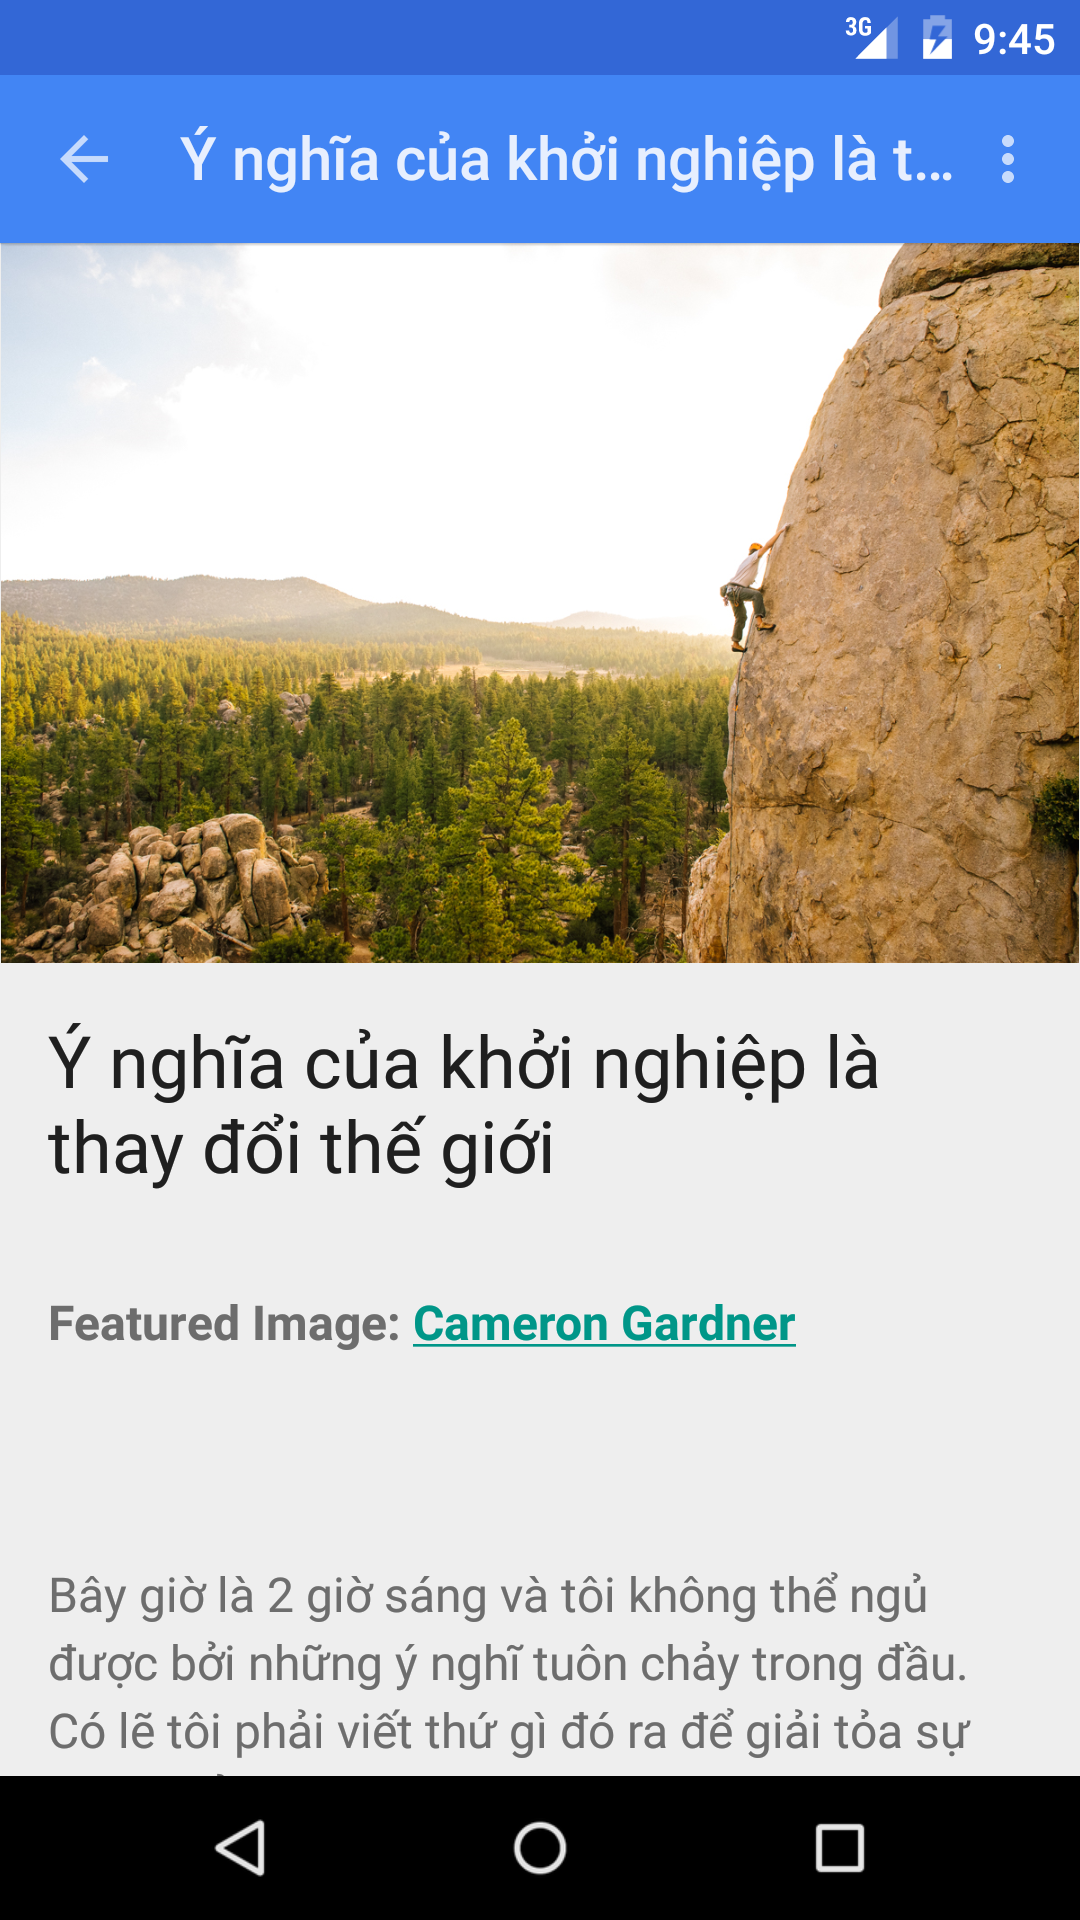 3G 9:45
Ý nghĩa của khởi nghiệp là t...
Ý nghĩa của khởi nghiệp là
thay đổi thế giới
Featured Image: Cameron Gardner
Bây giờ là 2 giờ sáng và tôi không thể ngủ
được bởi những ý nghĩ tuôn chảy trong đầu.
Có lẽ tôi phải viết thứ gì đó ra để giải tỏa sự